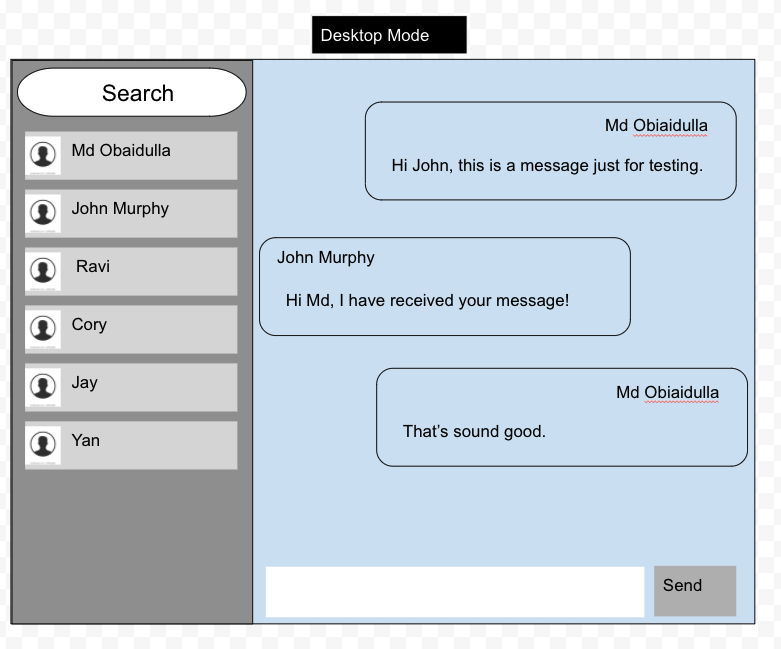 Desktop Mode
Search
Md Obaidulla
John Murphy
Ravi
Cory
Jay
Yan
Md Obiaidulla
Hi John, this is a message just for testing.
John Murphy
Hi Md, I have received your message!
Md Obiaidulla
That’s sound good.
Send